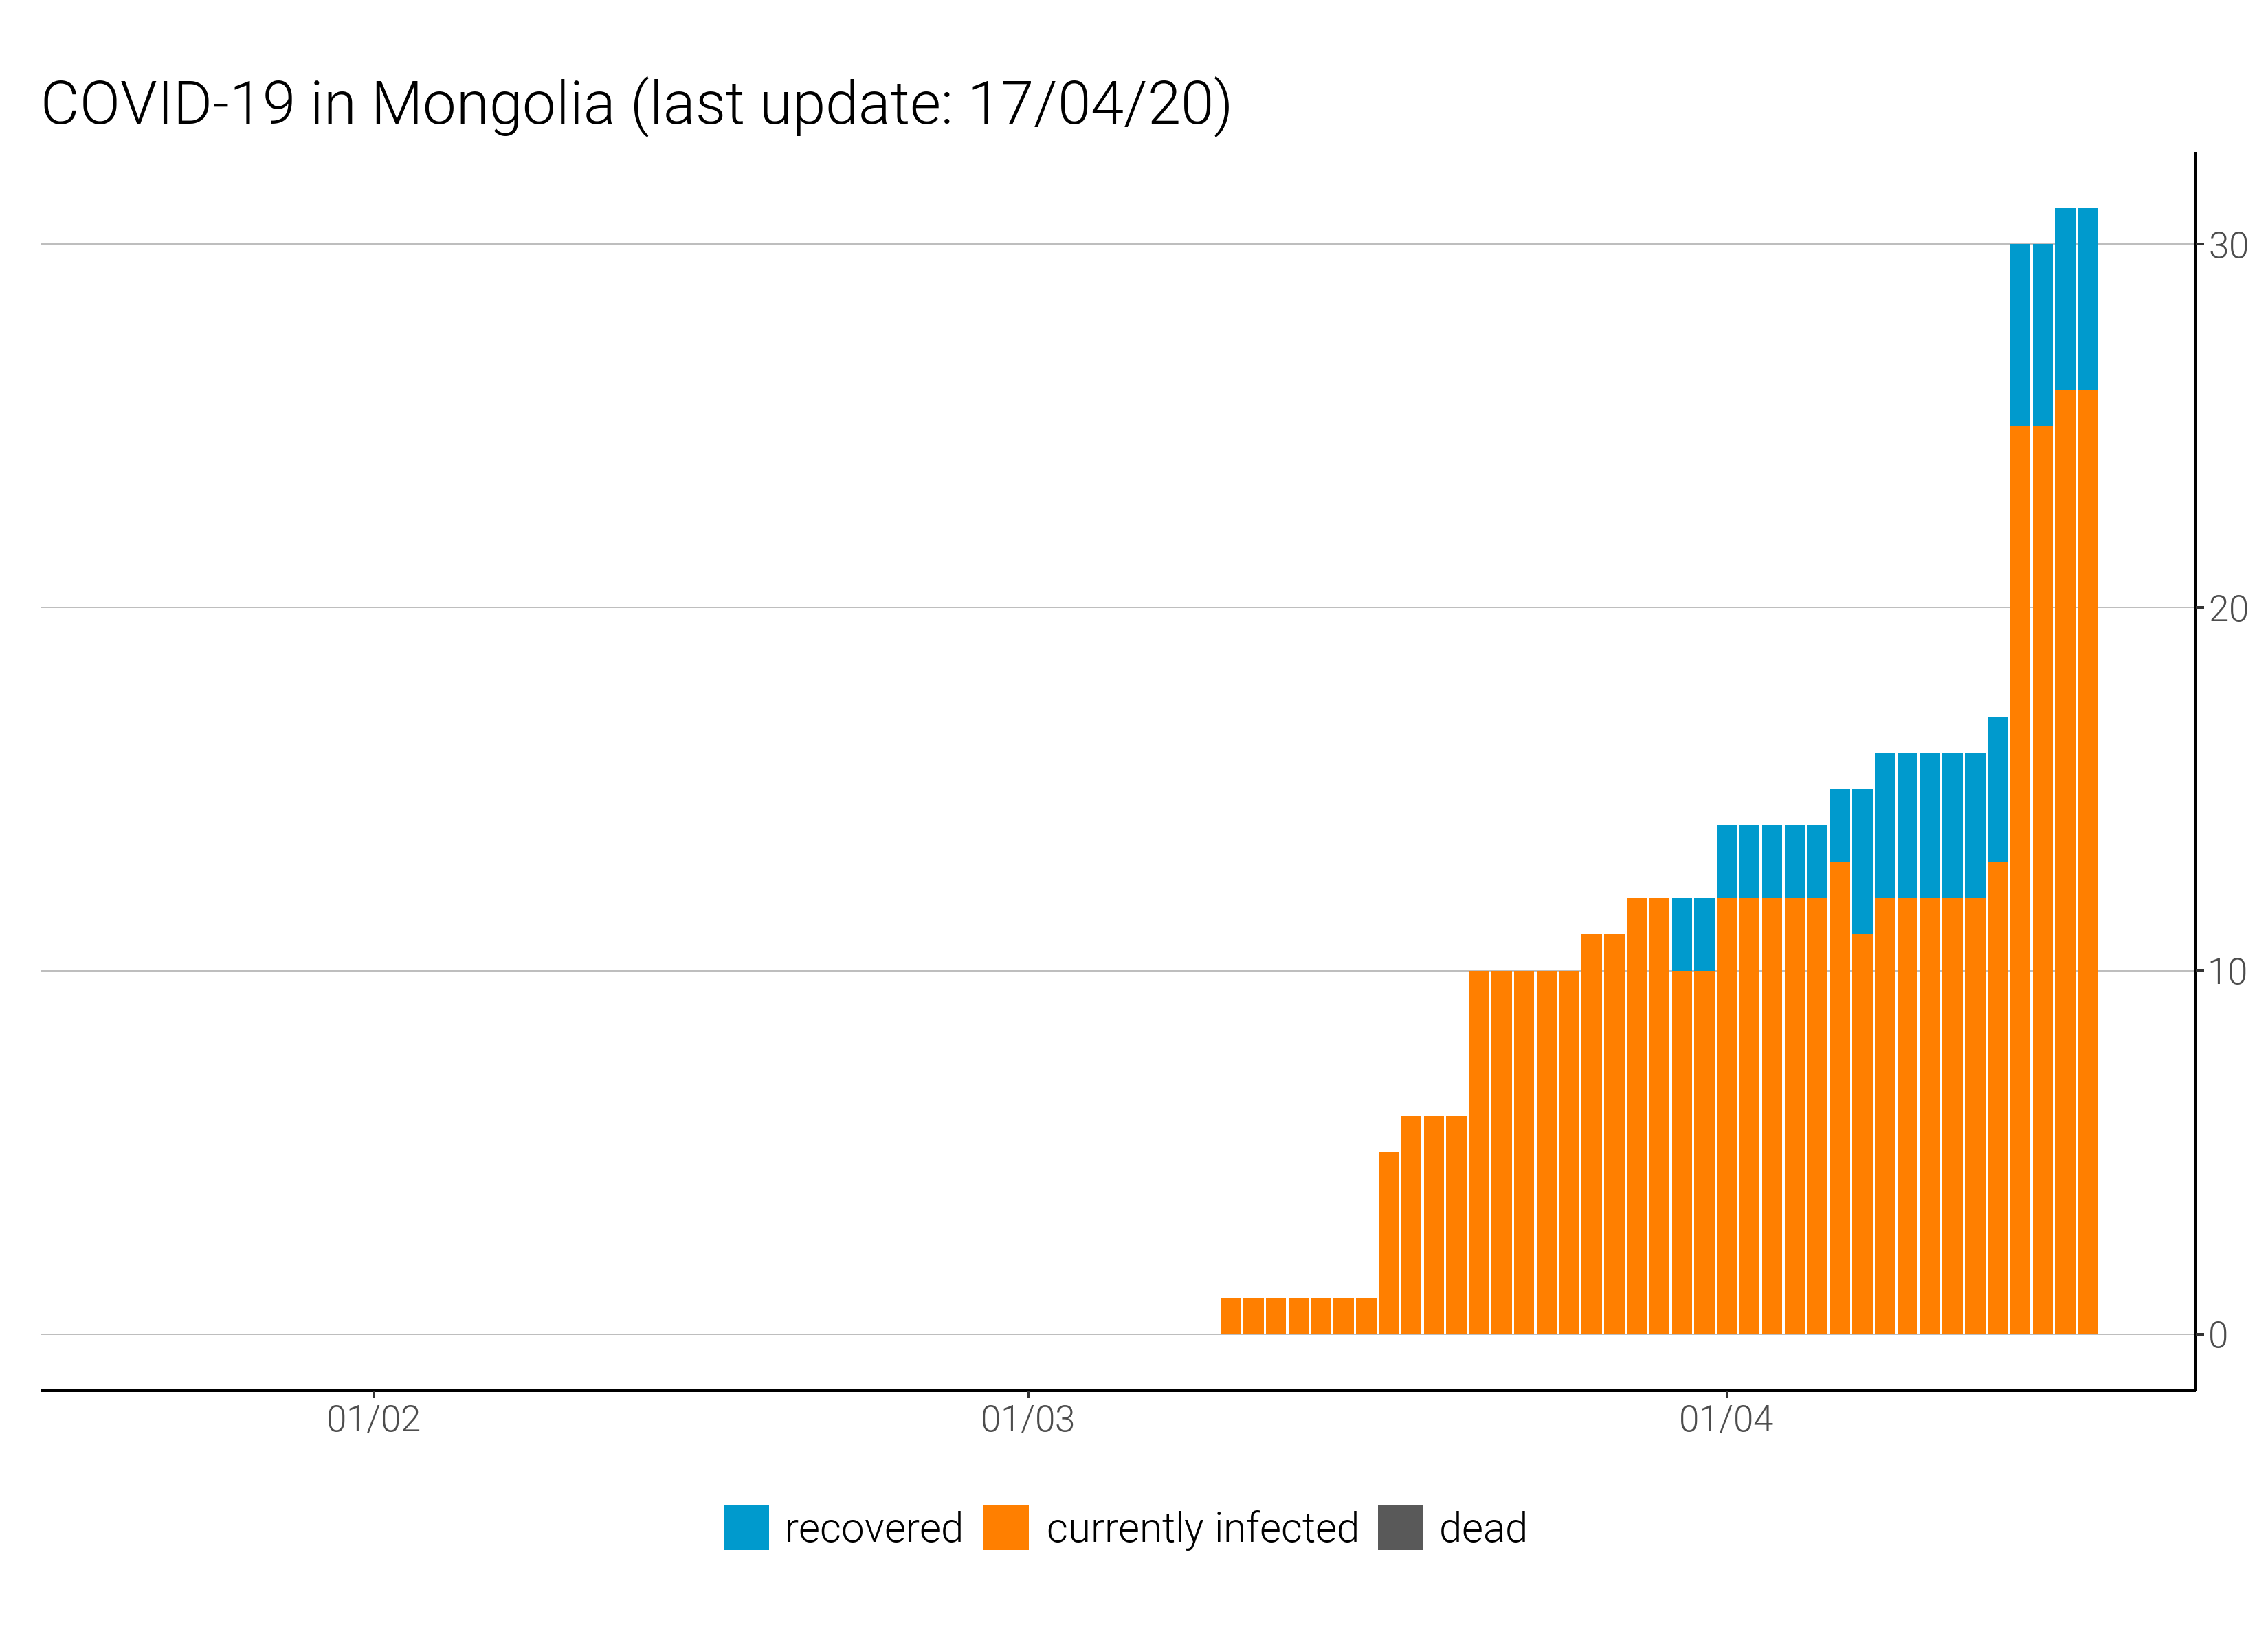 COVID-19 in Mongolia (last update: 17/04/20)
30
20
10
0
01/02 01/03 01/04
recovered currently infected dead